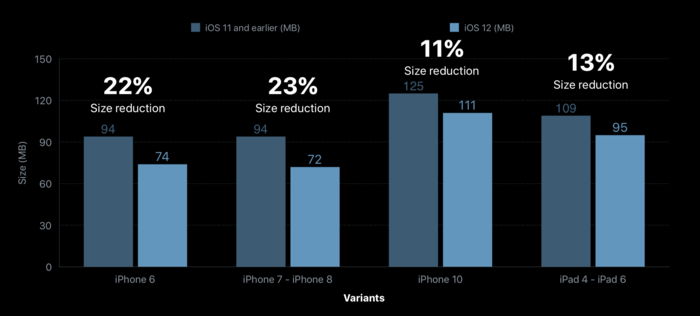 iOS 11 and earlier (MB) iOS 12 (MB)
22%
Size reduction
23%
Size reduction
11%
Size reduction
13%
Size reduction
Size (MB)
150
120
90
60
30
0
94
74
94
72
125
111
109
95
iPhone 6 iPhone 7 - iPhone 8 iPhone 10 iPad 4 - iPad 6
Variants